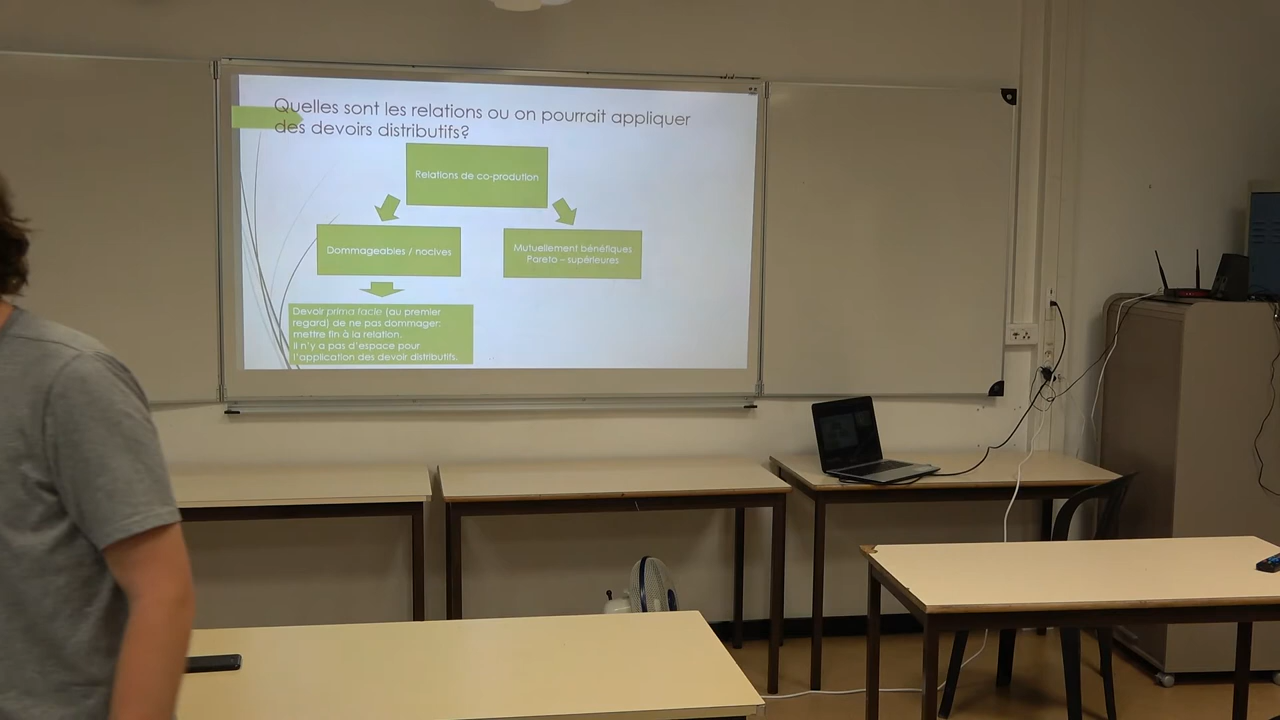 Quelles sont les relations ou on pourrait appliquer
des devoirs distributifs?
Relations de co-prodution
Dommageables / nocives
Mutuellement bénéfiques
Pareto – supérieures
Devoir prima facie (au premier
regard) de ne pas dommager:
mettre fin à la relation.
Il n'y a pas d'espace pour
l'application des devoir distributifs.